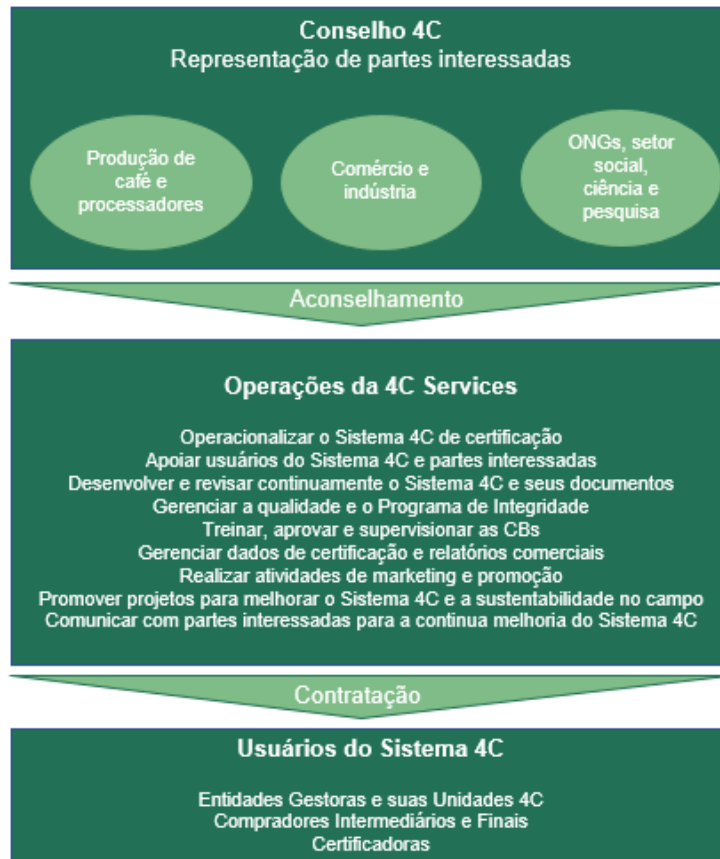 Conselho 4C
Representação de partes interessadas
Produção de
café e
processadores
Comércio e
indústria
ONGs, setor
social,
ciência e
pesquisa
Aconselhamento
Operações da 4C Services
Operacionalizar o Sistema 4C de certificação
Apoiar usuários do Sistema 4C e partes interessadas
Desenvolver e revisar continuamente o Sistema 4C e seus documentos
Gerenciar a qualidade e o Programa de Integridade
Treinar, aprovar e supervisionar as CBs
Gerenciar dados de certificação e relatórios comerciais
Realizar atividades de marketing e promoção
Promover projetos para melhorar o Sistema 4C e a sustentabilidade no campo
Comunicar com partes interessadas para a continua melhoria do Sistema 4C
Contratação
Usuários do Sistema 4C
Entidades Gestoras e suas Unidades 4C
Compradores Intermediários e Finais
Certificadoras